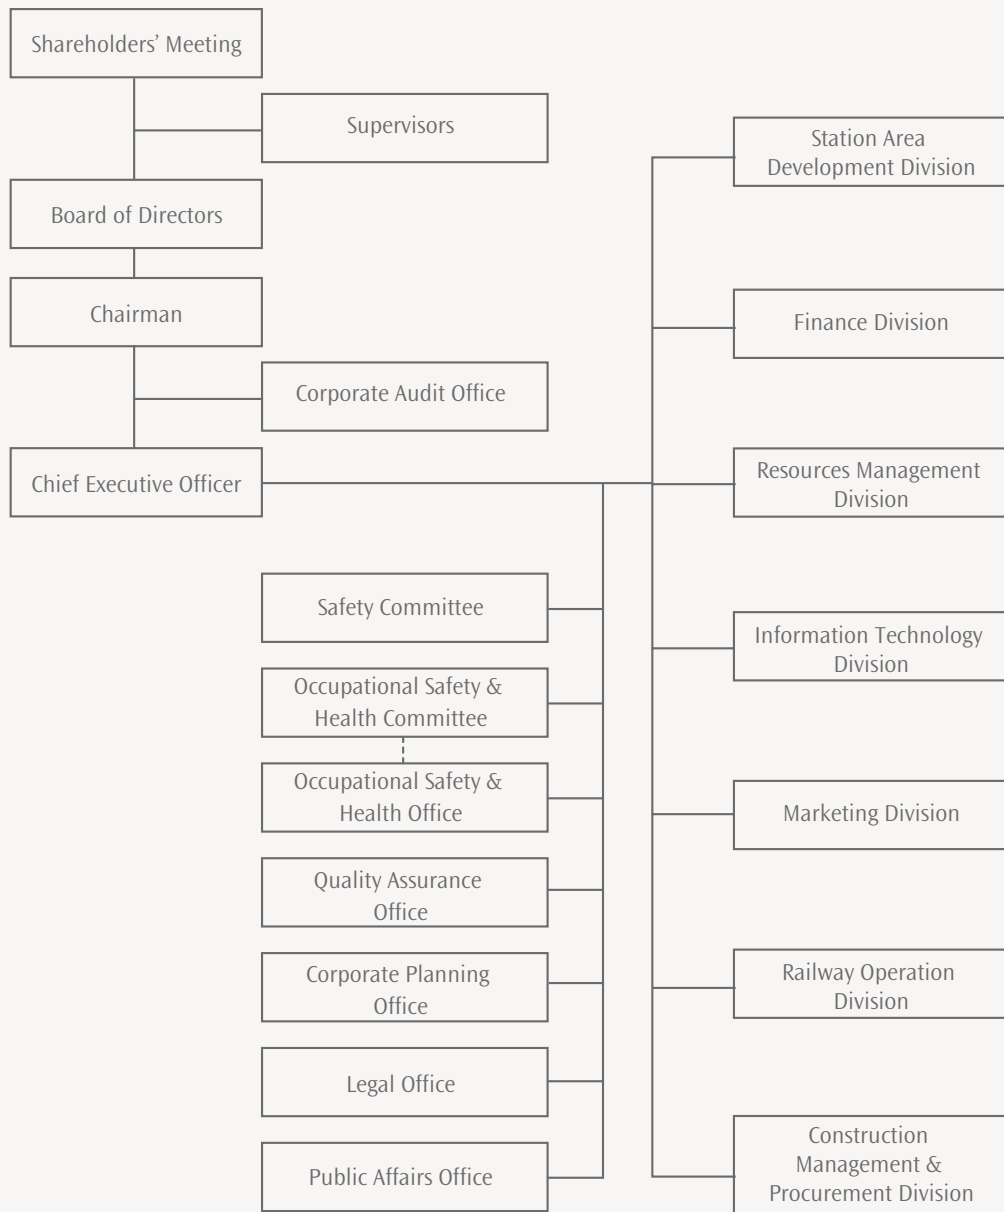 Shareholders’ Meeting
Supervisors
Board of Directors
Chairman
Corporate Audit Office
Chief Executive Officer
Safety Committee
Occupational Safety &
Health Committee
Occupational Safety &
Health Office
Quality Assurance
Office
Corporate Planning
Office
Legal Office
Public Affairs Office
Station Area
Development Division
Finance Division
Resources Management
Division
Information Technology
Division
Marketing Division
Railway Operation
Division
Construction
Management &
Procurement Division